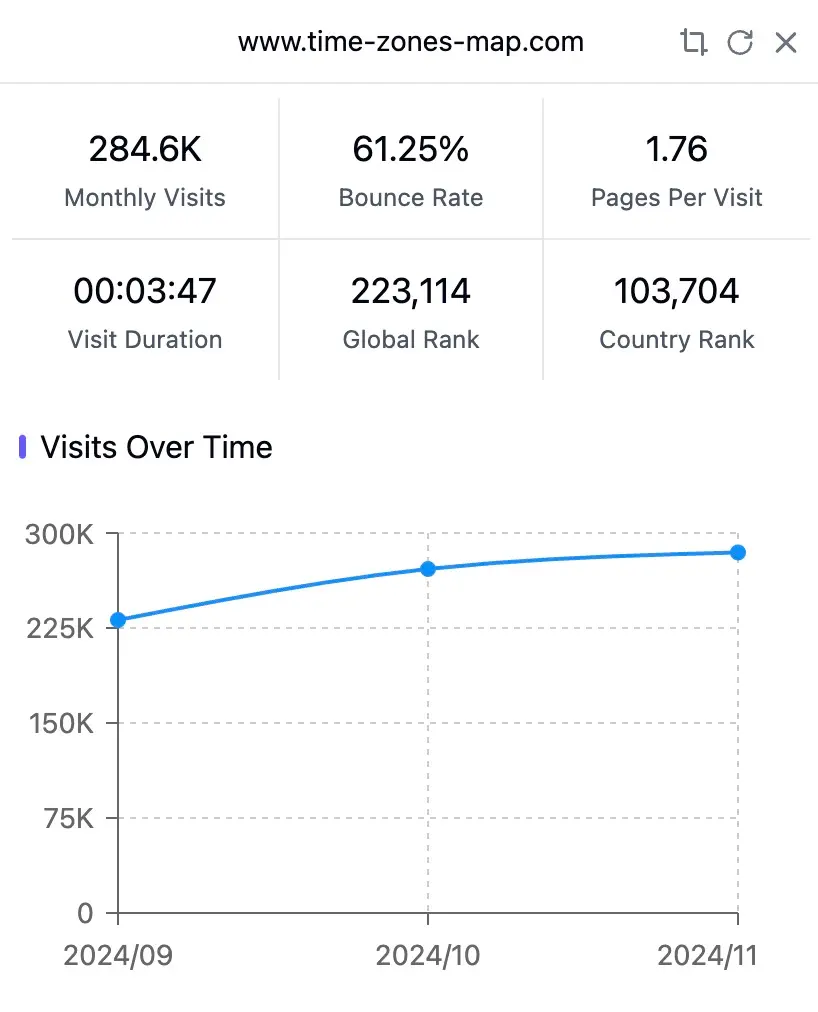 www.time-zones-map.com
284.6K
Monthly Visits
61.25%
Bounce Rate
1.76
Pages Per Visit
00:03:47
Visit Duration
223,114
Global Rank
103,704
Country Rank
Visits Over Time
300K
225K
150K
75K
0
2024/09
2024/10
2024/11